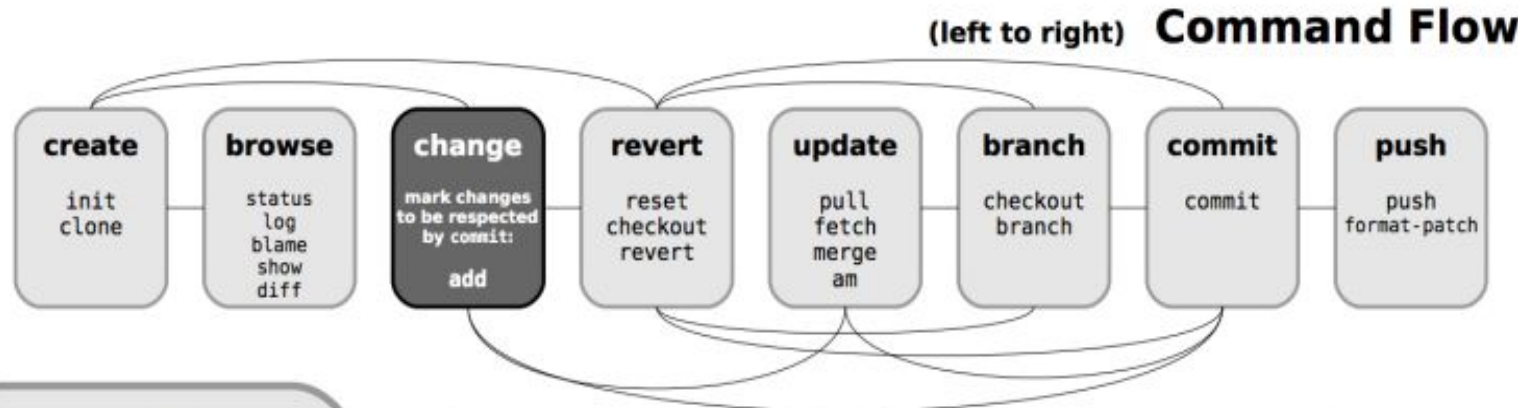 (left to right) Command Flow
create
init
clone
browse
status
log
blame
show
diff
change
mark changes
to be respected
by commit:
add
revert
reset
checkout
revert
update
pull
fetch
merge
am
branch
checkout
branch
commit
commit
push
push
format-patch